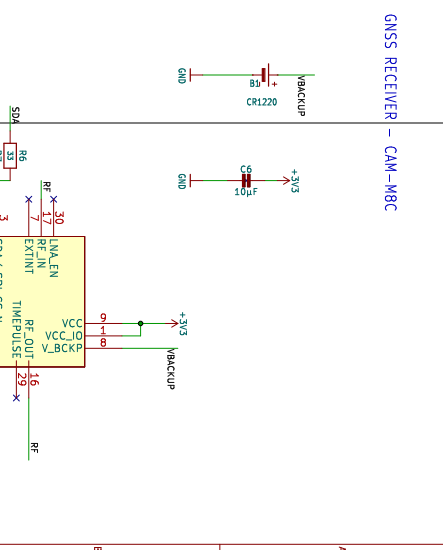 GNSS RECEIVER - CAM-M8C
GND
B1
+
CR1220
VBACKUP
SDA
R6
33
C6
10µF
GND
+3V3
RF
7
17
30
3
EXTINT
RF_IN
LNA_EN
TIMEPULSE
RF_OUT
VCC
9
VCC_IO
1
V_BCKP
8
+3V3
VBACKUP
29
16
RF